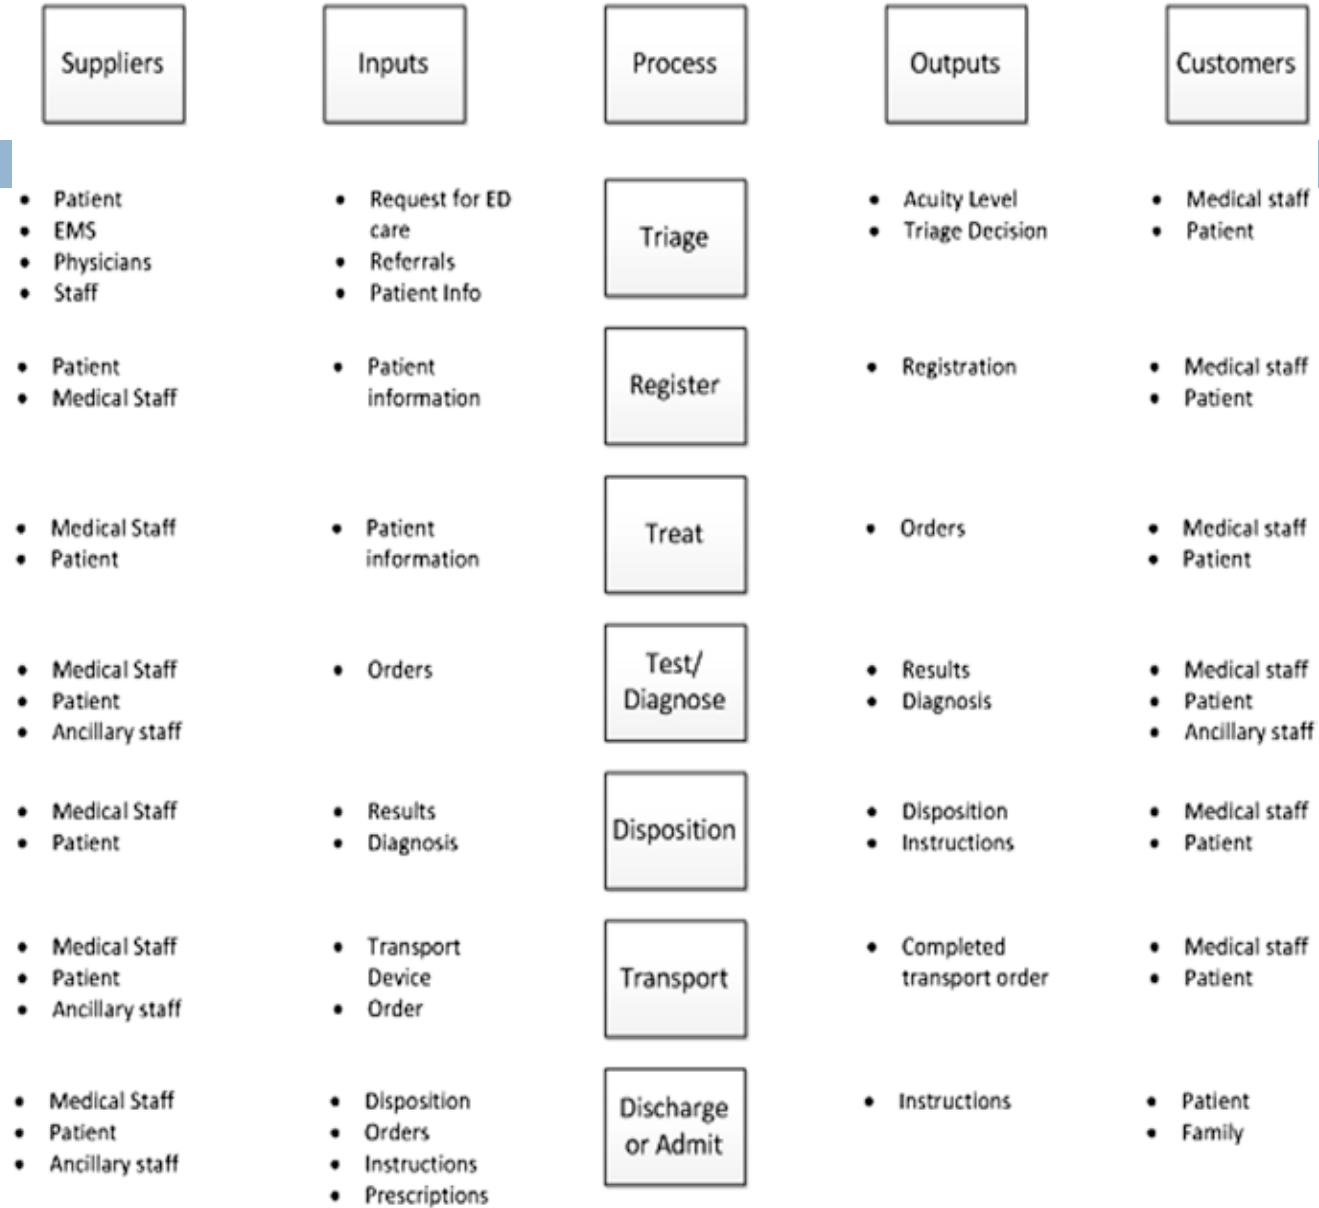 Suppliers
Inputs
Process
Outputs
Customers
• Patient
• EMS
• Physicians
• Staff
• Request for ED
care
• Referrals
• Patient Info
Triage
• Acuity Level
• Triage Decision
• Medical staff
• Patient
• Patient
• Medical Staff
• Patient
information
Register
• Registration
• Medical staff
• Patient
• Medical Staff
• Patient
• Patient
information
Treat
• Orders
• Medical staff
• Patient
• Medical Staff
• Patient
• Ancillary staff
• Orders
Test/
Diagnose
• Results
• Diagnosis
• Medical staff
• Patient
• Ancillary staff
• Medical Staff
• Patient
• Results
• Diagnosis
Disposition
• Disposition
• Instructions
• Medical staff
• Patient
• Medical Staff
• Patient
• Ancillary staff
• Transport
Device
• Order
Transport
• Completed
transport order
• Medical staff
• Patient
• Medical Staff
• Patient
• Ancillary staff
• Disposition
• Orders
• Instructions
• Prescriptions
Discharge
or Admit
• Instructions
• Patient
• Family